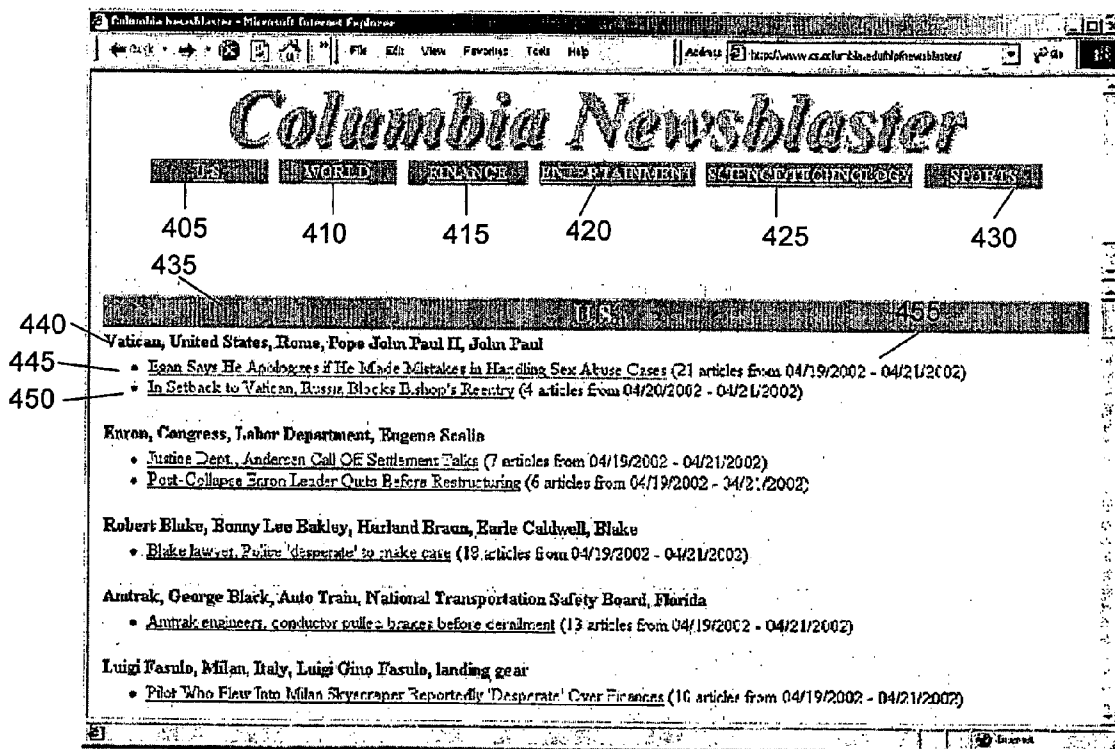 Columbia Newsblaster - Microsoft Internet Explorer
Back
File Edit View Favorites Tools Help
Address http://www.cs.columbia.edu/nlp/newsblaster/
Go
Columbia Newsblaster
U.S. WORLD FINANCE ENTERTAINMENT SCIENCE/TECHNOLOGY SPORTS
405 410 415 420 425 430
435
U.S. 455
440 Vatican, United States, Rome, Pope John Paul II, John Paul
445 • Egan Says He Apologizes if He Made Mistakes in Handling Sex Abuse Cases (21 articles from 04/19/2002 - 04/21/2002)
450 • In Setback to Vatican, Russia Blocks Bishop's Reentry (4 articles from 04/20/2002 - 04/21/2002)
Enron, Congress, Labor Department, Eugene Scalia
• Justice Dept., Andersen Call Off Settlement Talks (7 articles from 04/19/2002 - 04/21/2002)
• Post-Collapse Enron Leader Quits Before Restructuring (6 articles from 04/19/2002 - 04/21/2002)
Robert Blake, Bonny Lee Bakley, Harland Braun, Earle Caldwell, Blake
• Blake lawyer: Police 'desperate' to make case (articles from 04/19/2002 - 04/21/2002)
Amtrak, George Black, Auto Train, National Transportation Safety Board, Florida
• Amtrak engineers, conductor pulled brakes before derailment (13 articles from 04/19/2002 - 04/21/2002)
Luigi Fasulo, Milan, Italy, Luigi Gino Fasulo, landing gear
• Pilot Who Flew Into Milan Skyscraper Reportedly 'Desperate' Over Finances (10 articles from 04/19/2002 - 04/21/2002)
Internet